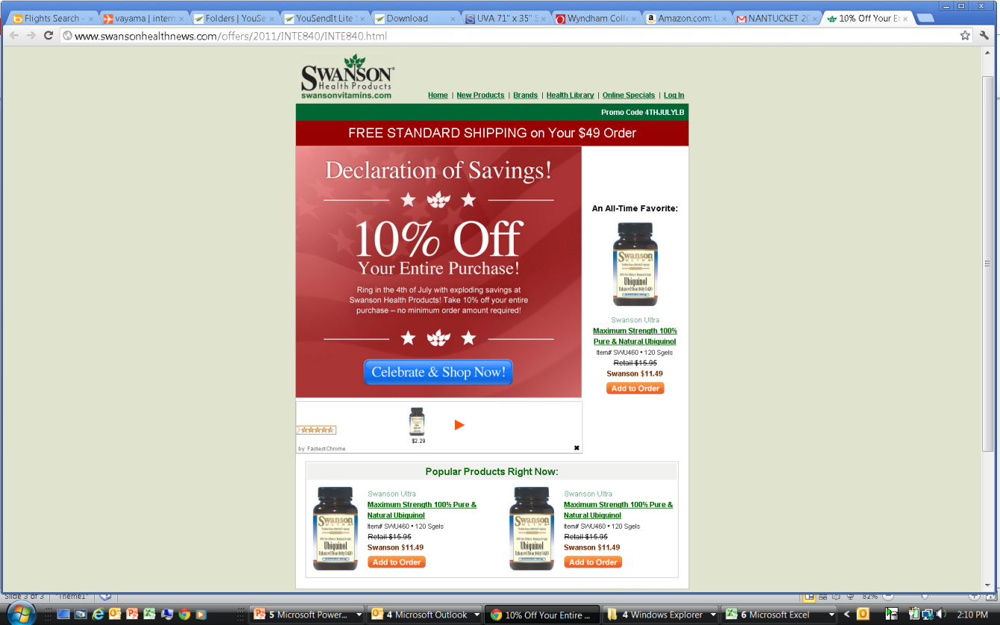 Flights Search -
vayama | intern
Folders | YouSe
YouSendIt Lite
Download
UVA 71" x 35" S
Wyndham Colle
Amazon.com: U
NANTUCKET 20
10% Off Your E
www.swansonhealthnews.com/offers/2011/INTE840/INTE840.html
SWANSON®
Health Products
swansonvitamins.com
Home | New Products | Brands | Health Library | Online Specials | Log In
Promo Code 4THJULYLB
FREE STANDARD SHIPPING on Your $49 Order
Declaration of Savings!
10% Off
Your Entire Purchase!
Ring in the 4th of July with exploding savings at
Swanson Health Products! Take 10% off your entire
purchase – no minimum order amount required!
Celebrate & Shop Now!
An All-Time Favorite:
Swanson
ULTRA
Ubiquinol
Swanson Ultra
Maximum Strength 100%
Pure & Natural Ubiquinol
Item# SWU460 • 120 Sgels
Retail $15.95
Swanson $11.49
Add to Order
$2.29
by FastestChrome
Popular Products Right Now:
Swanson
ULTRA
Ubiquinol
Swanson Ultra
Maximum Strength 100% Pure &
Natural Ubiquinol
Item# SWU460 • 120 Sgels
Retail $15.95
Swanson $11.49
Add to Order
Swanson
ULTRA
Ubiquinol
Swanson Ultra
Maximum Strength 100% Pure &
Natural Ubiquinol
Item# SWU460 • 120 Sgels
Retail $15.95
Swanson $11.49
Add to Order
Slide 3 of 3
"Theme1"
82%
5 Microsoft Power...
4 Microsoft Outlook
10% Off Your Entire ...
4 Windows Explorer
6 Microsoft Excel
2:10 PM